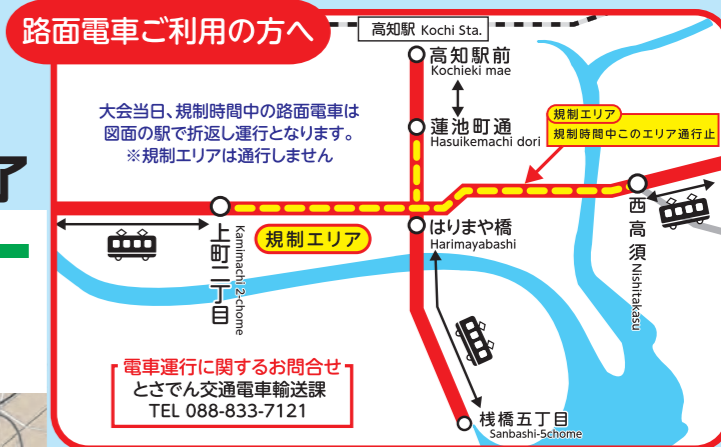 路面電車ご利用の方へ
高知駅 Kochi Sta.
高知駅前
Kochieki mae
大会当日、規制時間中の路面電車は
図面の駅で折返し運行となります。
※規制エリアは通行しません
蓮池町通
Hasuikemachi dori
規制エリア
規制時間中このエリア通行止
了
上町二丁目
Kamimachi 2-chome
規制エリア
はりまや橋
Harimayabashi
西高須
Nishitakasu
電車運行に関するお問合せ
とさでん交通電車輸送課
TEL 088-833-7121
桟橋五丁目
Sanbashi-5chome